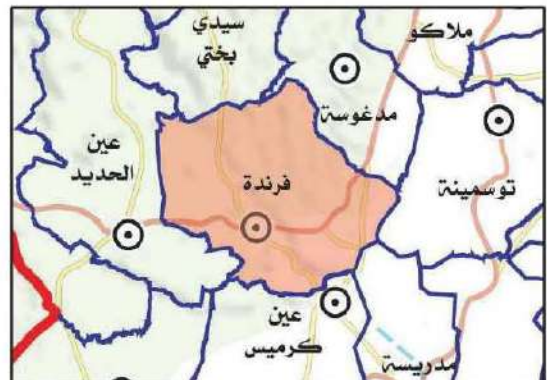 سيدي
بختي
ملاكو
مدغوسة
عين
الحديد
فرندة
توسمينة
عين
كرميس
مدريسة